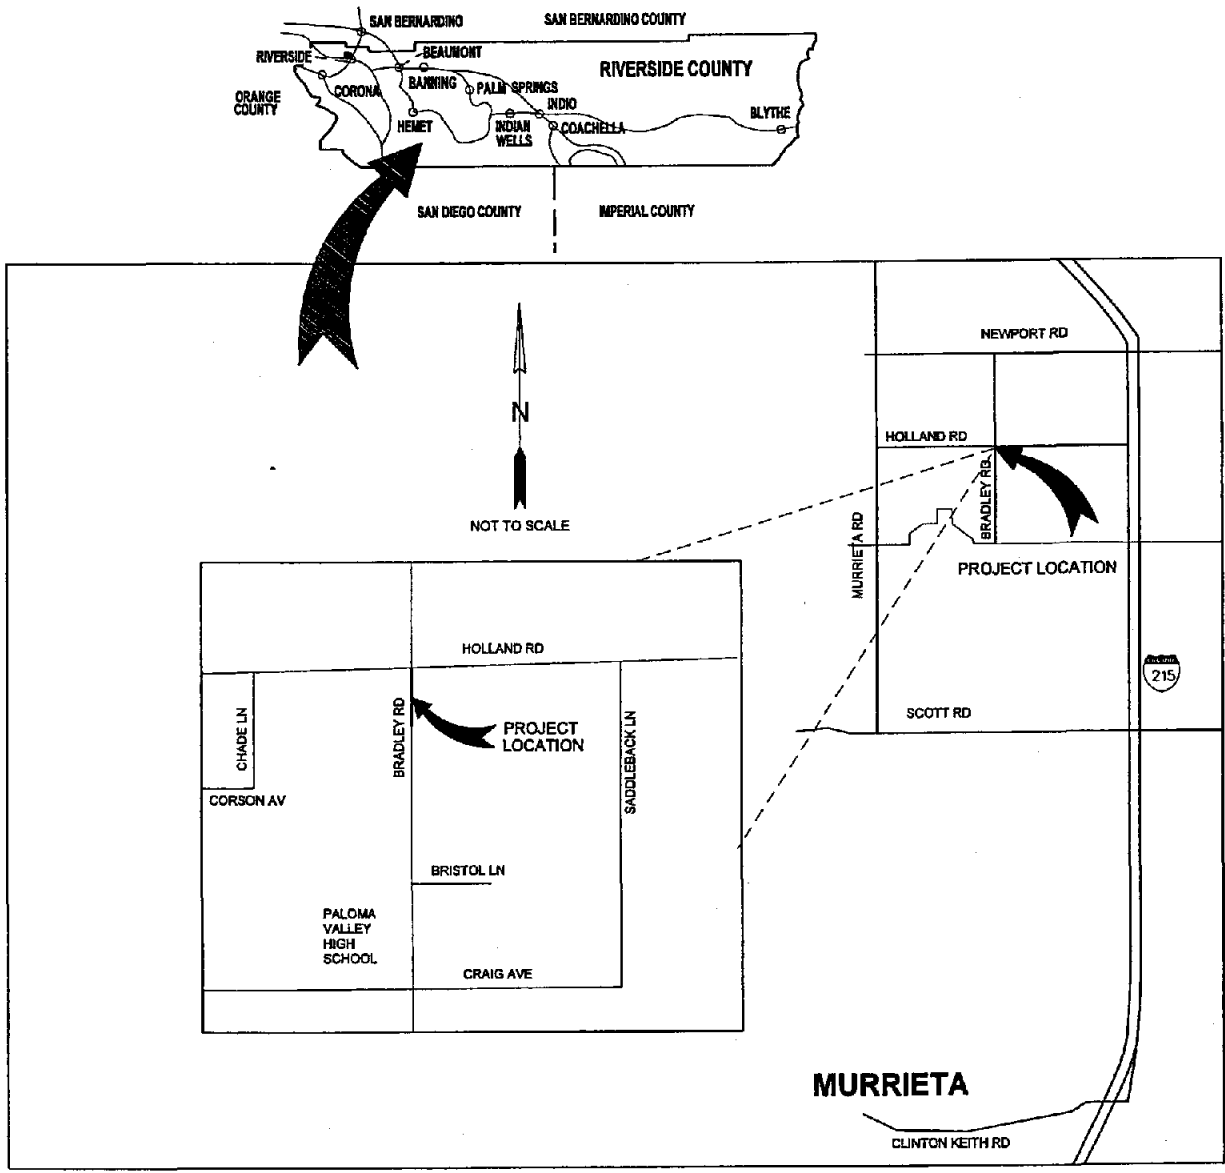 SAN BERNARDINO
SAN BERNARDINO COUNTY
RIVERSIDE
BEAUMONT
RIVERSIDE COUNTY
ORANGE
COUNTY
CORONA
BANNING
PALM SPRINGS
INDIO
BLYTHE
HEMET
INDIAN
WELLS
COACHELLA
SAN DIEGO COUNTY
IMPERIAL COUNTY
NEWPORT RD
N
HOLLAND RD
BRADLEY RD
NOT TO SCALE
MURRIETA RD
PROJECT LOCATION
HOLLAND RD
215
SCOTT RD
CHADE LN
BRADLEY RD
PROJECT
LOCATION
SADDLEBACK LN
CORSON AV
BRISTOL LN
PALOMA
VALLEY
HIGH
SCHOOL
CRAIG AVE
MURRIETA
CLINTON KEITH RD